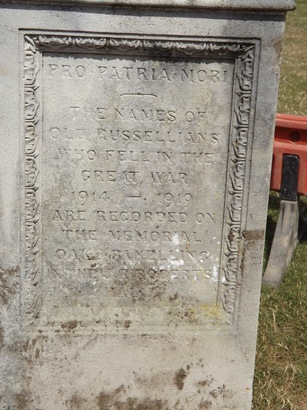 PRO PATRIA MORI
THE NAMES OF
OLD RUSSELLIANS
WHO FELL IN THE
GREAT WAR
1914 — 1919
ARE RECORDED ON
THE MEMORIAL
OAK PANELLING